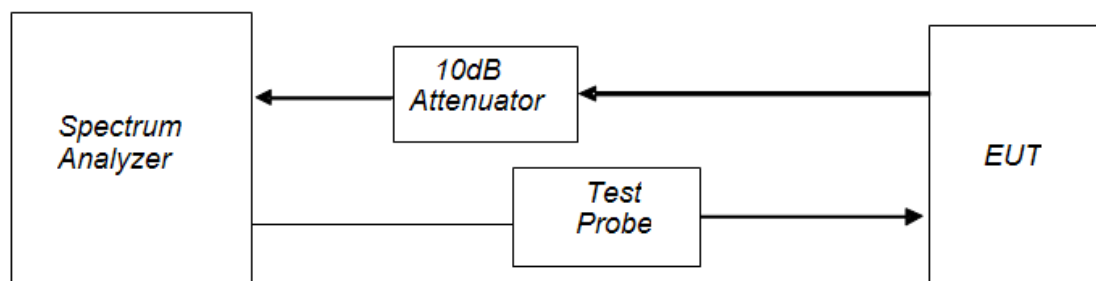 10dB
Attenuator
Spectrum
Analyzer
EUT
Test
Probe